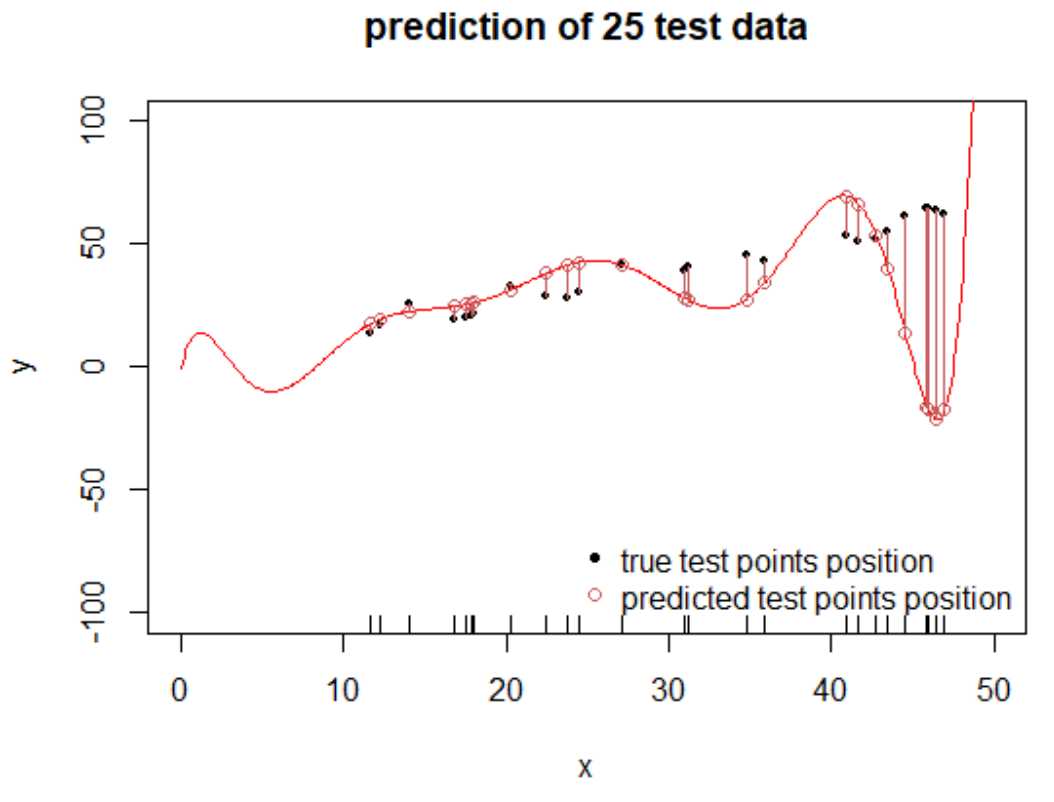 prediction of 25 test data
100
50
0
-50
-100
y
true test points position
predicted test points position
0 10 20 30 40 50
x